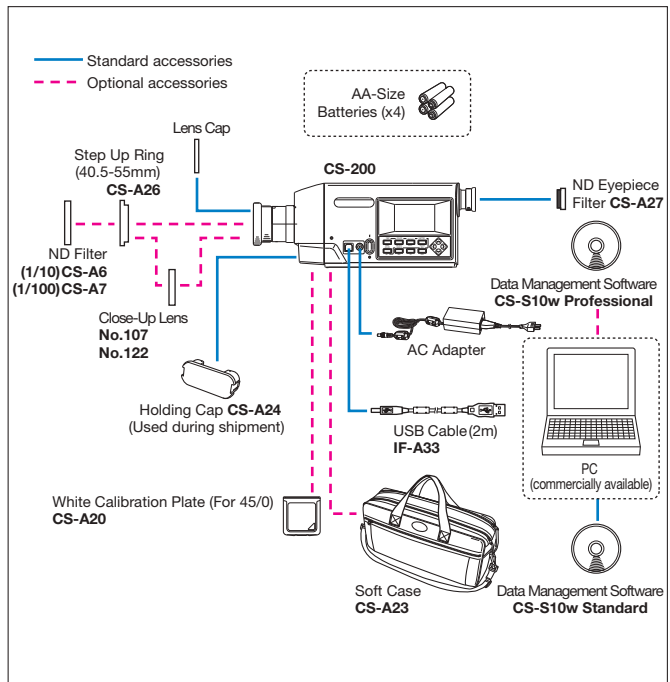 Standard accessories
Optional accessories
AA-Size
Batteries (x4)
Lens Cap
Step Up Ring
(40.5-55mm)
CS-A26
CS-200
ND Eyepiece
Filter CS-A27
ND Filter
(1/10) CS-A6
(1/100) CS-A7
Close-Up Lens
No.107
No.122
Data Management Software
CS-S10w Professional
AC Adapter
Holding Cap CS-A24
(Used during shipment)
USB Cable (2m)
IF-A33
PC
(commercially available)
White Calibration Plate (For 45/0)
CS-A20
Soft Case
CS-A23
Data Management Software
CS-S10w Standard